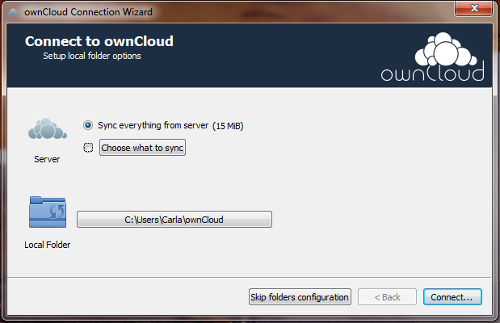 ownCloud Connection Wizard
Connect to ownCloud
Setup local folder options
ownCloud
Sync everything from server (15 MiB)
Choose what to sync
Server
C:\Users\Carla\ownCloud
Local Folder
Skip folders configuration
< Back
Connect...